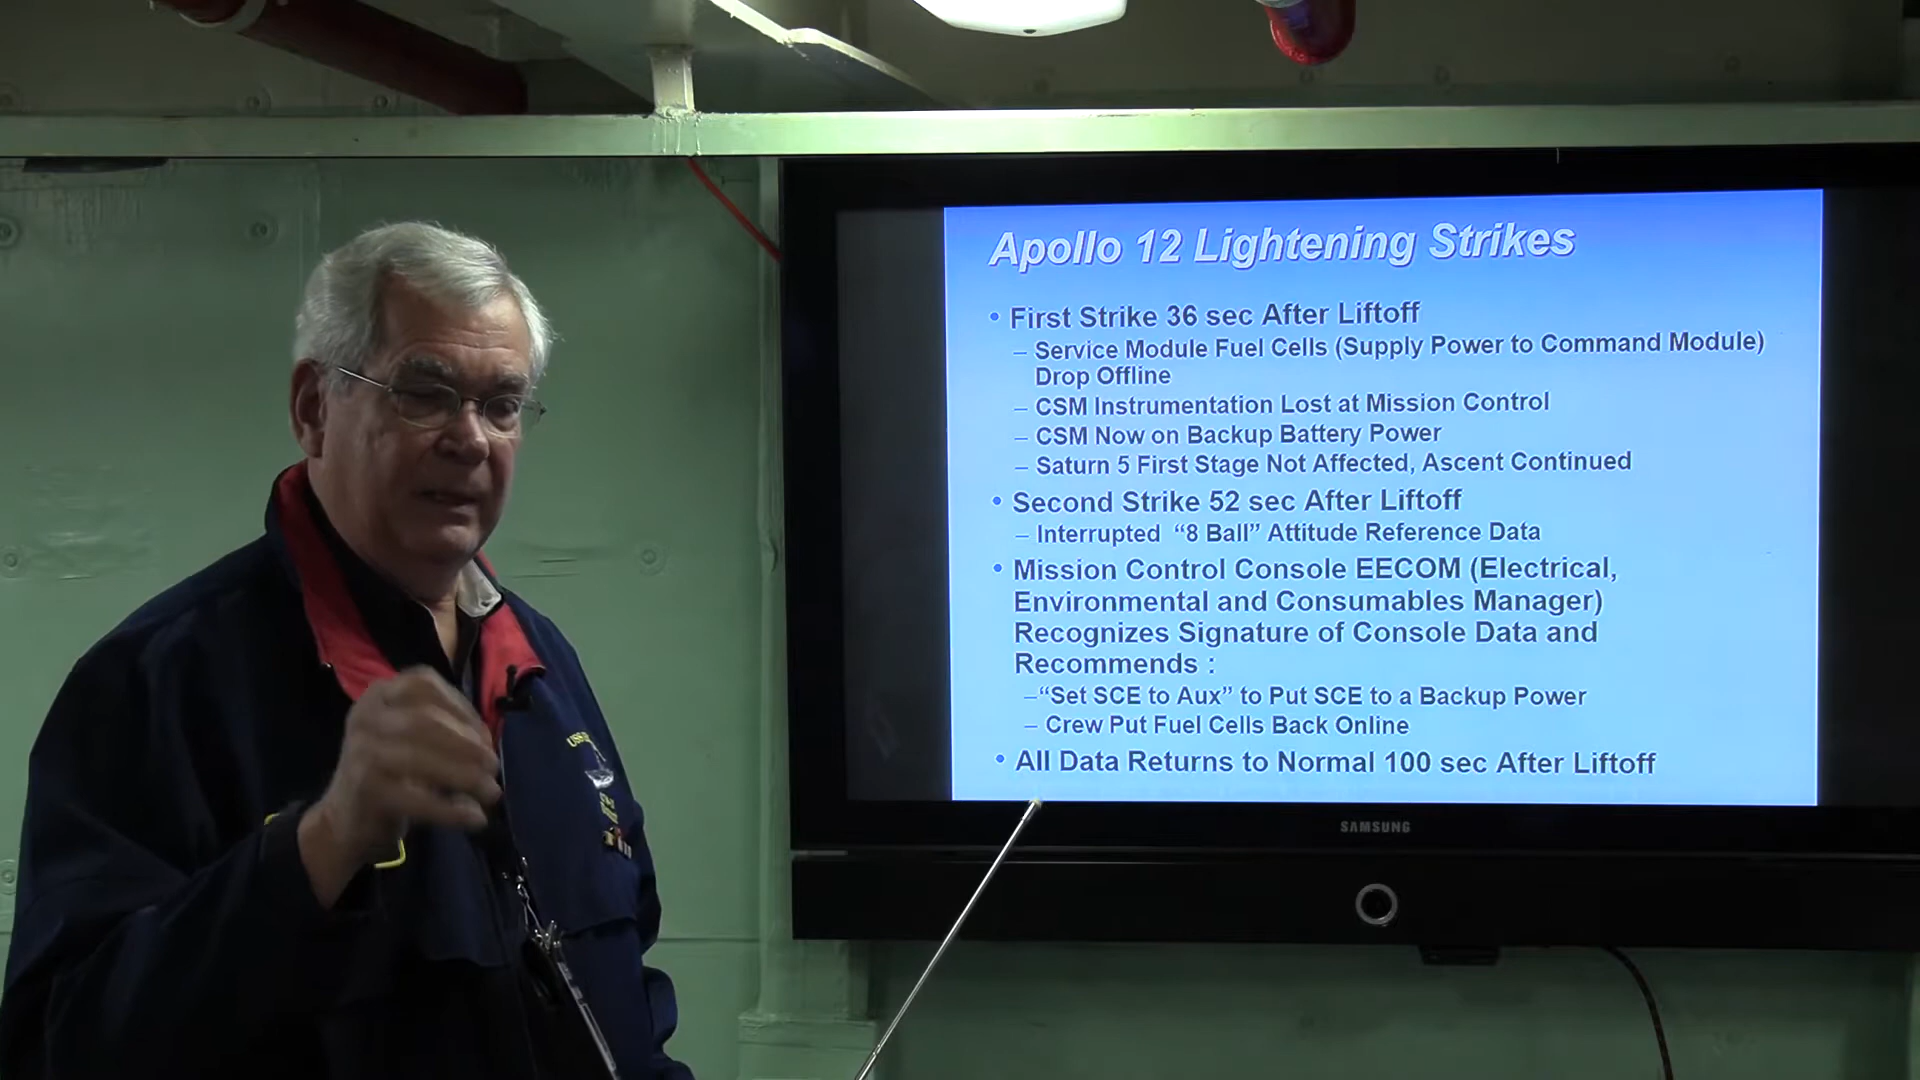 Apollo 12 Lightening Strikes
• First Strike 36 sec After Liftoff
– Service Module Fuel Cells (Supply Power to Command Module)
Drop Offline
– CSM Instrumentation Lost at Mission Control
– CSM Now on Backup Battery Power
– Saturn 5 First Stage Not Affected, Ascent Continued
• Second Strike 52 sec After Liftoff
– Interrupted “8 Ball” Attitude Reference Data
• Mission Control Console EECOM (Electrical,
Environmental and Consumables Manager)
Recognizes Signature of Console Data and
Recommends :
–“Set SCE to Aux” to Put SCE to a Backup Power
– Crew Put Fuel Cells Back Online
• All Data Returns to Normal 100 sec After Liftoff
SAMSUNG
USS